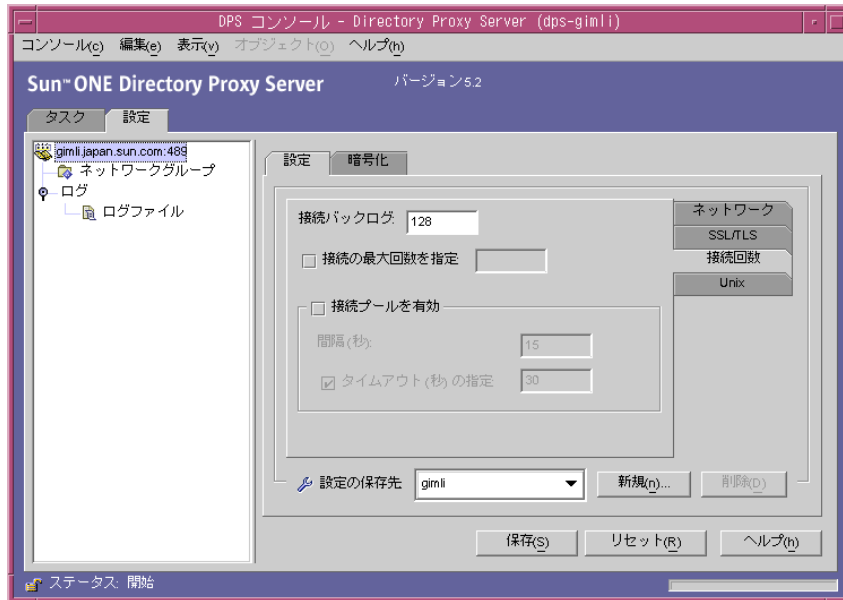 DPS コンソール - Directory Proxy Server (dps-gimli)
コンソール(c) 編集(e) 表示(v) オブジェクト(O) ヘルプ(h)
Sun™ ONE Directory Proxy Server バージョン5.2
タスク 設定
gimli.japan.sun.com:489
ネットワークグループ
ログ
ログファイル
設定 暗号化
接続バックログ: 128
接続の最大回数を指定:
接続プールを有効
間隔(秒): 15
タイムアウト(秒) の指定: 30
ネットワーク
SSL/TLS
接続回数
Unix
設定の保存先: gimli 新規(n)... 削除(D)
保存(S) リセット(R) ヘルプ(h)
ステータス: 開始